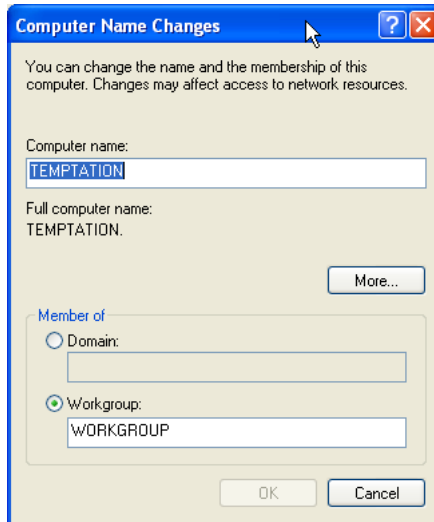 Computer Name Changes
You can change the name and the membership of this
computer. Changes may affect access to network resources.
Computer name:
TEMPTATION
Full computer name:
TEMPTATION.
More...
Member of
Domain:
Workgroup:
WORKGROUP
OK Cancel